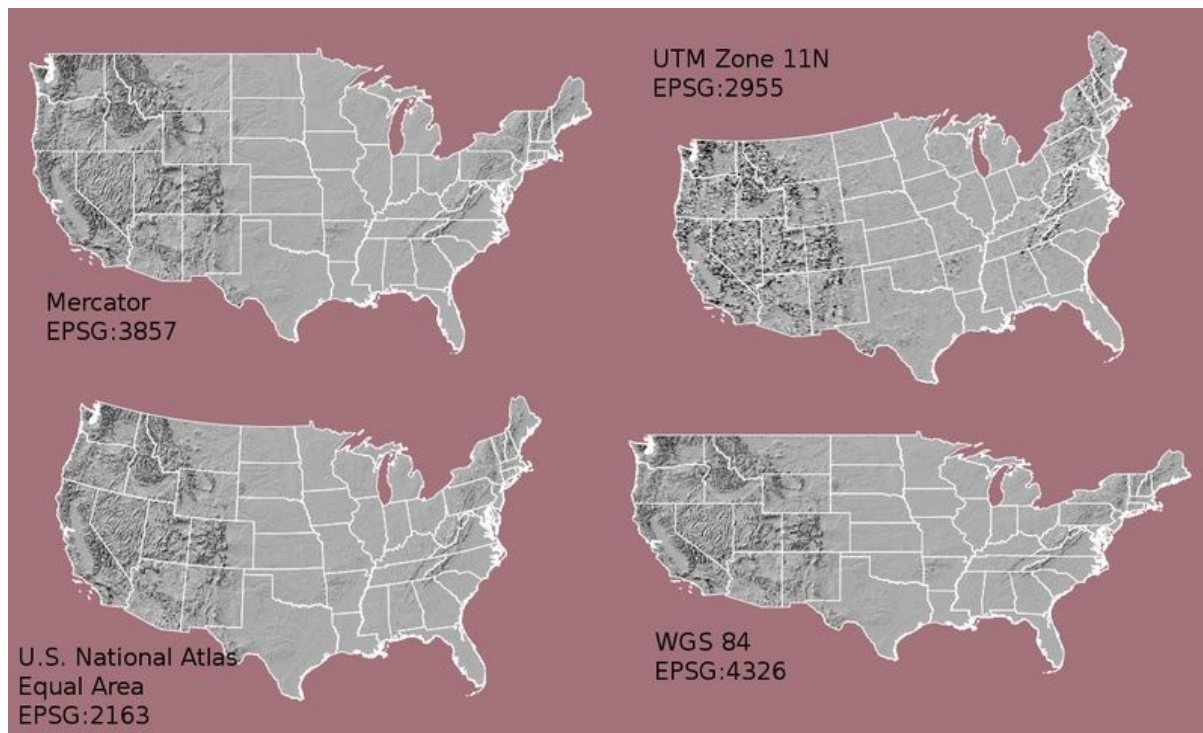 Mercator
EPSG:3857
UTM Zone 11N
EPSG:2955
U.S. National Atlas
Equal Area
EPSG:2163
WGS 84
EPSG:4326